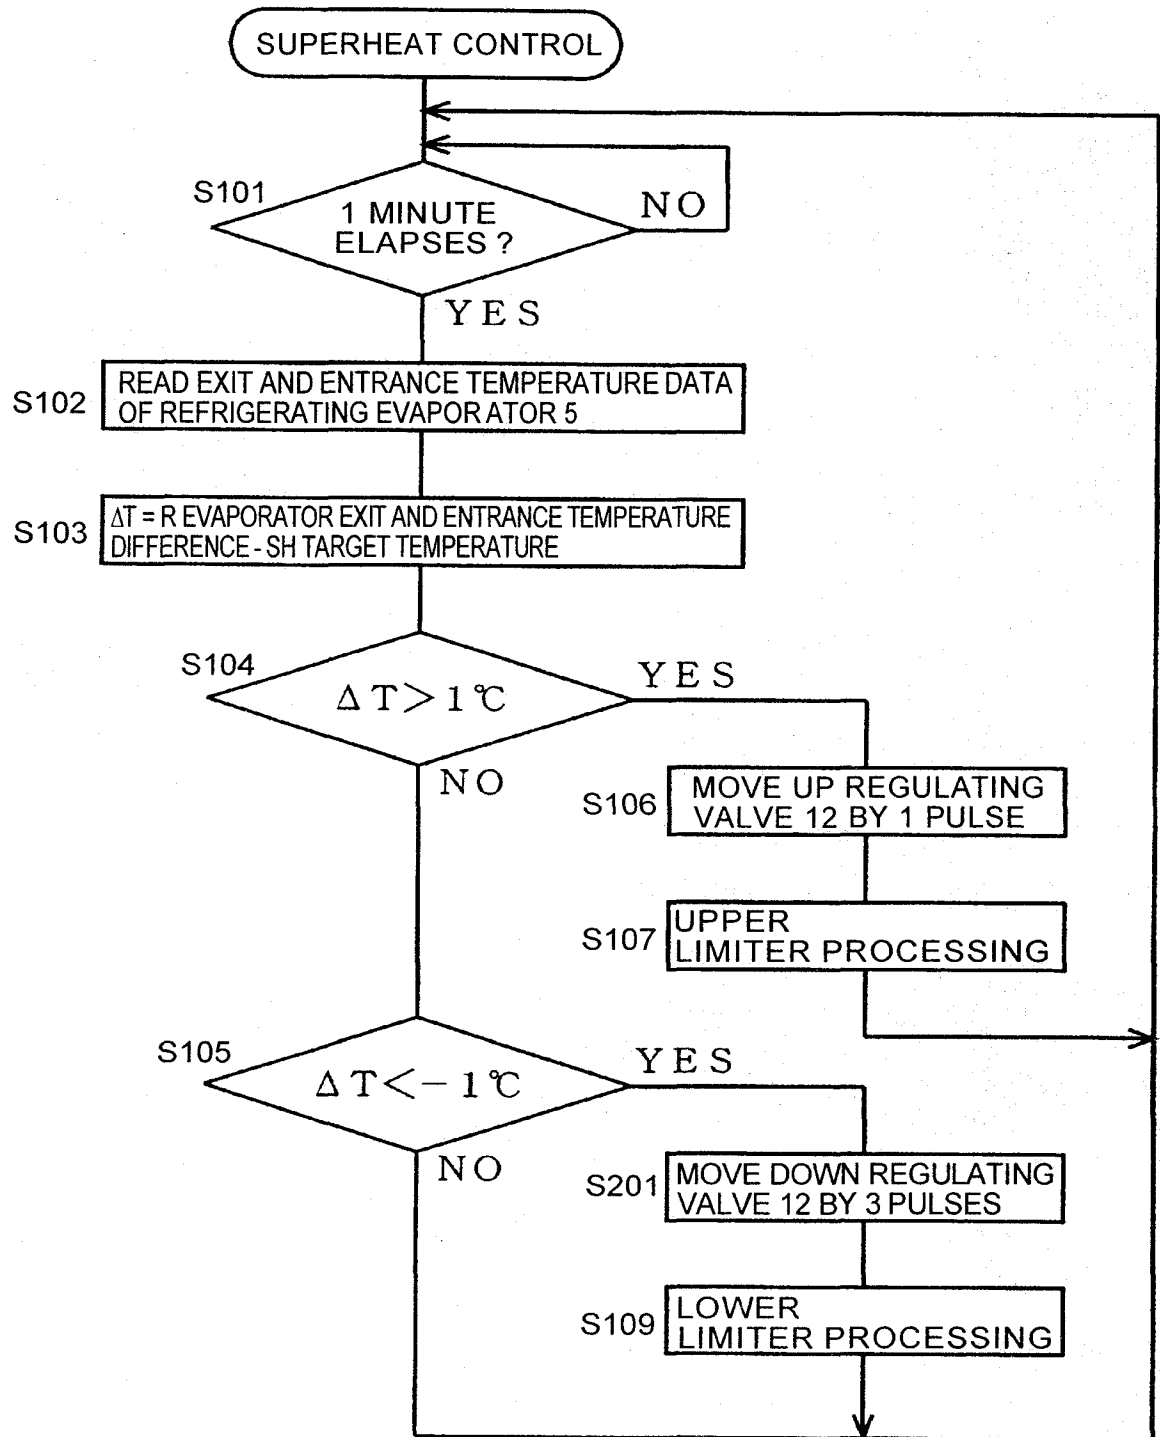 SUPERHEAT CONTROL
S101
1 MINUTE
ELAPSES ?
NO
YES
S102
READ EXIT AND ENTRANCE TEMPERATURE DATA
OF REFRIGERATING EVAPORATOR 5
S103
ΔT = R EVAPORATOR EXIT AND ENTRANCE TEMPERATURE
DIFFERENCE - SH TARGET TEMPERATURE
S104
ΔT > 1℃
YES
NO
S106
MOVE UP REGULATING
VALVE 12 BY 1 PULSE
S107
UPPER
LIMITER PROCESSING
S105
ΔT < - 1℃
YES
NO
S201
MOVE DOWN REGULATING
VALVE 12 BY 3 PULSES
S109
LOWER
LIMITER PROCESSING